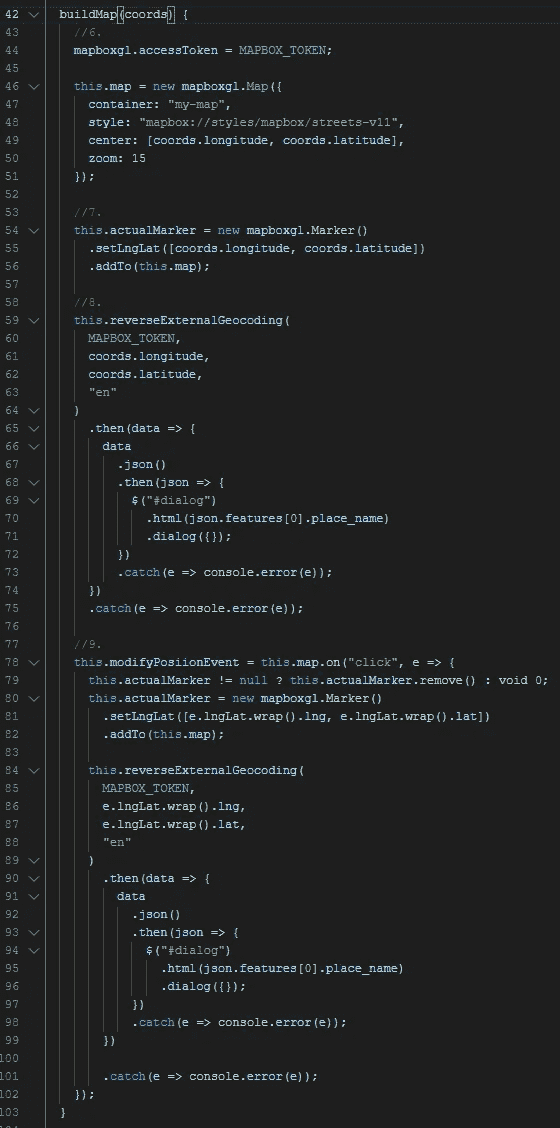 42 buildMap(coords) {
43 //6.
44 mapboxgl.accessToken = MAPBOX_TOKEN;
45
46 this.map = new mapboxgl.Map({
47 container: "my-map",
48 style: "mapbox://styles/mapbox/streets-v11",
49 center: [coords.longitude, coords.latitude],
50 zoom: 15
51 });
52
53 //7.
54 this.actualMarker = new mapboxgl.Marker()
55 .setLngLat([coords.longitude, coords.latitude])
56 .addTo(this.map);
57
58 //8.
59 this.reverseExternalGeocoding(
60 MAPBOX_TOKEN,
61 coords.longitude,
62 coords.latitude,
63 "en"
64 )
65 .then(data => {
66 data
67 .json()
68 .then(json => {
69 $("#dialog")
70 .html(json.features[0].place_name)
71 .dialog({});
72 })
73 .catch(e => console.error(e));
74 })
75 .catch(e => console.error(e));
76
77 //9.
78 this.modifyPosiionEvent = this.map.on("click", e => {
79 this.actualMarker != null ? this.actualMarker.remove() : void 0;
80 this.actualMarker = new mapboxgl.Marker()
81 .setLngLat([e.lngLat.wrap().lng, e.lngLat.wrap().lat])
82 .addTo(this.map);
83
84 this.reverseExternalGeocoding(
85 MAPBOX_TOKEN,
86 e.lngLat.wrap().lng,
87 e.lngLat.wrap().lat,
88 "en"
89 )
90 .then(data => {
91 data
92 .json()
93 .then(json => {
94 $("#dialog")
95 .html(json.features[0].place_name)
96 .dialog({});
97 })
98 .catch(e => console.error(e));
99 })
100
101 .catch(e => console.error(e));
102 });
103 }